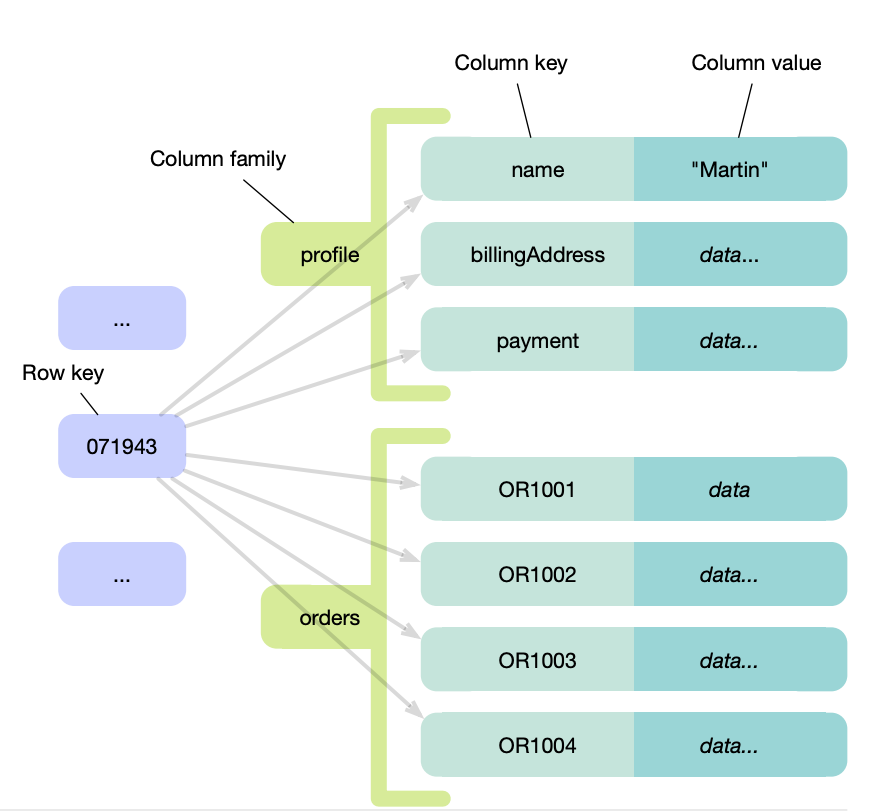 Column key
Column value
Column family
name
"Martin"
profile
billingAddress
data...
...
payment
data...
Row key
071943
OR1001
data
...
OR1002
data...
orders
OR1003
data...
OR1004
data...